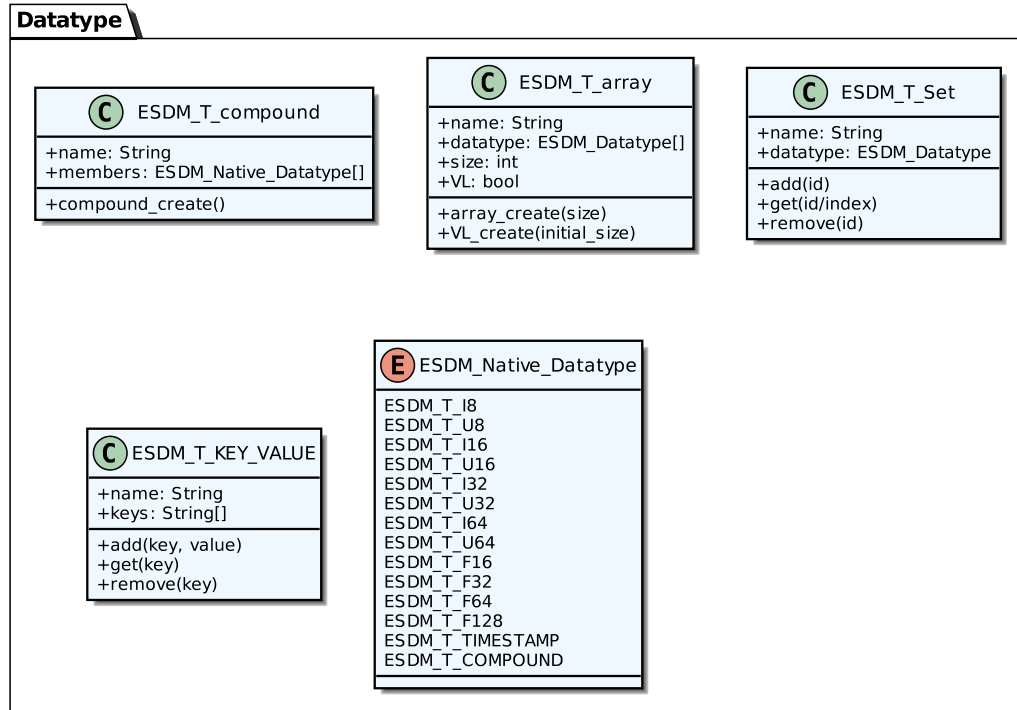 Datatype
C ESDM_T_compound
+name: String
+members: ESDM_Native_Datatype[]
+compound_create()
C ESDM_T_array
+name: String
+datatype: ESDM_Datatype[]
+size: int
+VL: bool
+array_create(size)
+VL_create(initial_size)
C ESDM_T_Set
+name: String
+datatype: ESDM_Datatype
+add(id)
+get(id/index)
+remove(id)
C ESDM_T_KEY_VALUE
+name: String
+keys: String[]
+add(key, value)
+get(key)
+remove(key)
E ESDM_Native_Datatype
ESDM_T_I8
ESDM_T_U8
ESDM_T_I16
ESDM_T_U16
ESDM_T_I32
ESDM_T_U32
ESDM_T_I64
ESDM_T_U64
ESDM_T_F16
ESDM_T_F32
ESDM_T_F64
ESDM_T_F128
ESDM_T_TIMESTAMP
ESDM_T_COMPOUND